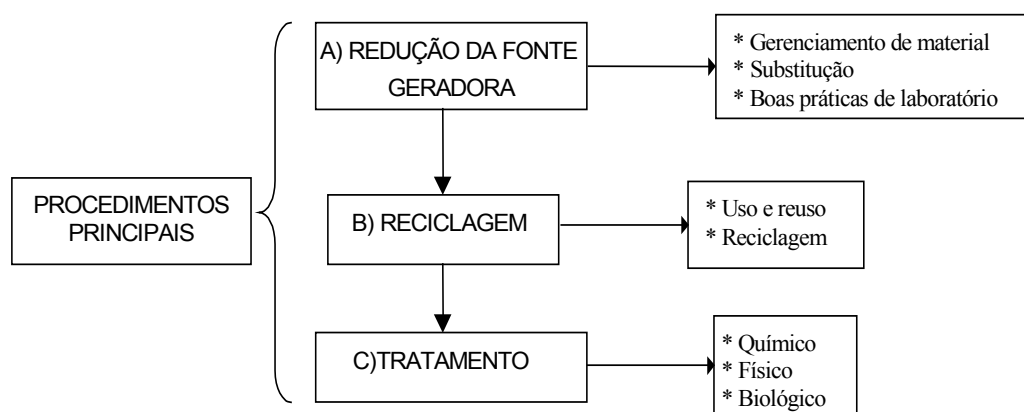 A) REDUÇÃO DA FONTE
GERADORA
* Gerenciamento de material
* Substitução
* Boas práticas de laboratório
PROCEDIMENTOS
PRINCIPAIS
B) RECICLAGEM
* Uso e reuso
* Reciclagem
C)TRATAMENTO
* Químico
* Físico
* Biológico